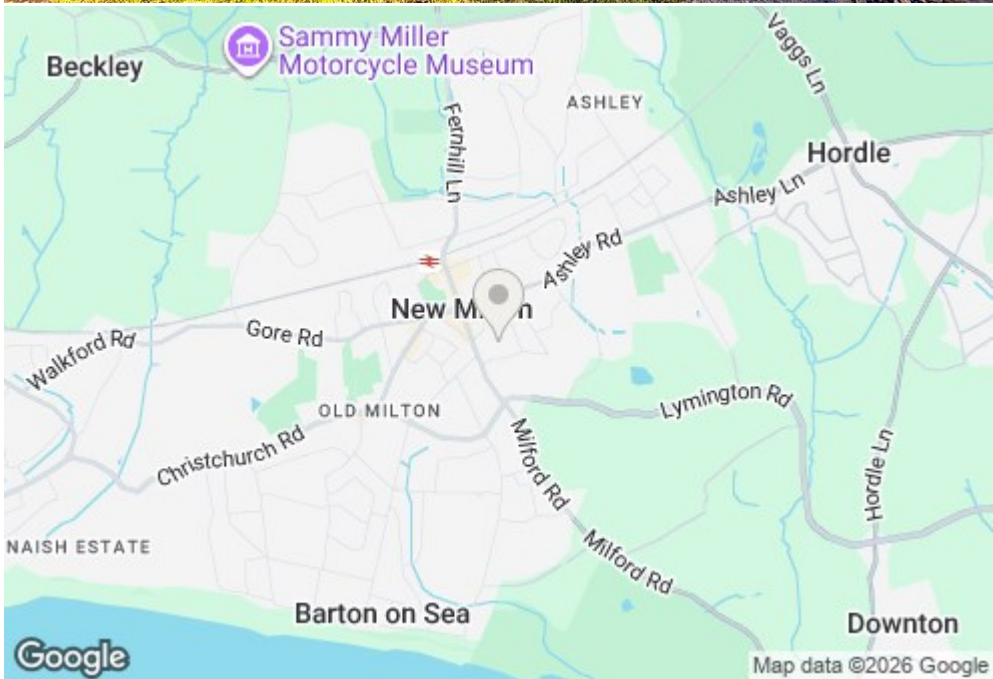 Sammy Miller
Motorcycle Museum
Beckley
Vaggs Ln
ASHLEY
Fernhill Ln
Hordle
Ashley Ln
Ashley Rd
New M
n
Gore Rd
Walkford Rd
OLD MILTON
Lymington Rd
Christchurch Rd
Milford Rd
Hordle Ln
NAISH ESTATE
Milford Rd
Barton on Sea
Downton
Google
Map data ©2026 Google